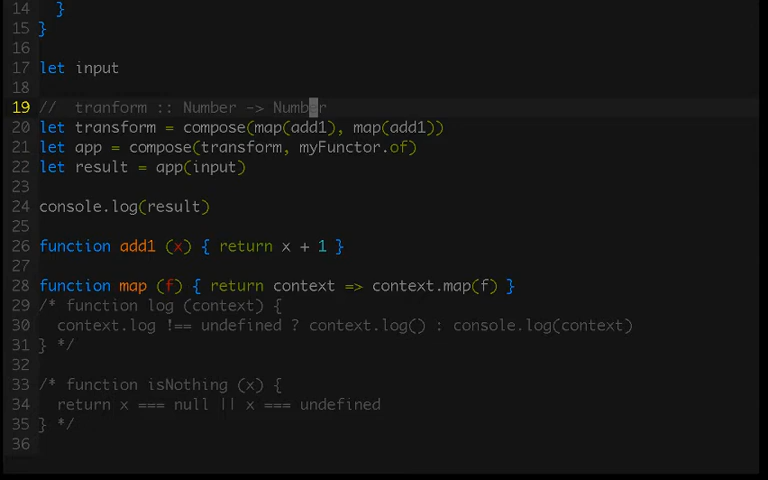 14   }
15 }
16
17 let input
18
19 //  tranform :: Number -> Number
20 let transform = compose(map(add1), map(add1))
21 let app = compose(transform, myFunctor.of)
22 let result = app(input)
23
24 console.log(result)
25
26 function add1 (x) { return x + 1 }
27
28 function map (f) { return context => context.map(f) }
29 /* function log (context) {
30   context.log !== undefined ? context.log() : console.log(context)
31 } */
32
33 /* function isNothing (x) {
34   return x === null || x === undefined
35 } */
36